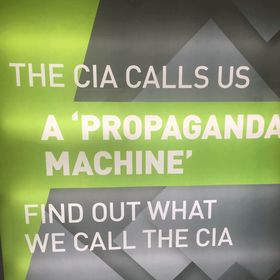 THE CIA CALLS US
A ‘PROPAGANDA
MACHINE’
FIND OUT WHAT
WE CALL THE CIA